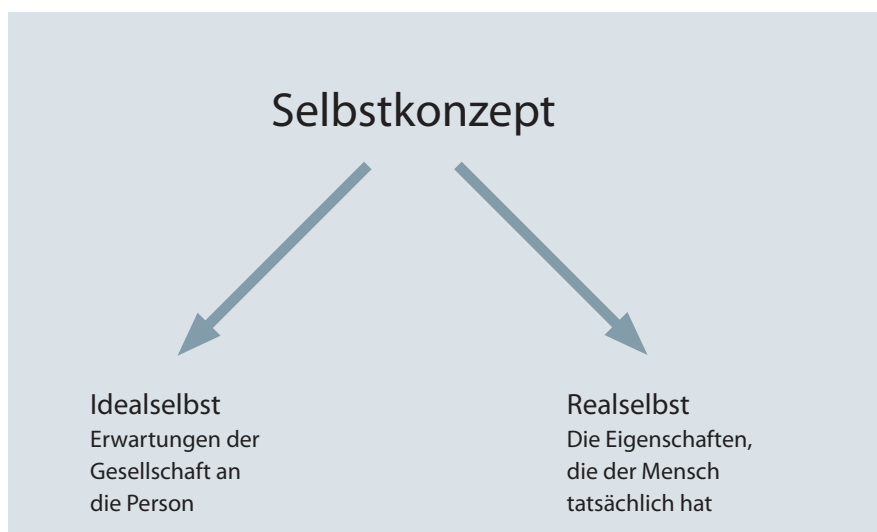 Selbstkonzept
Idealselbst
Erwartungen der
Gesellschaft an
die Person
Realselbst
Die Eigenschaften,
die der Mensch
tatsächlich hat